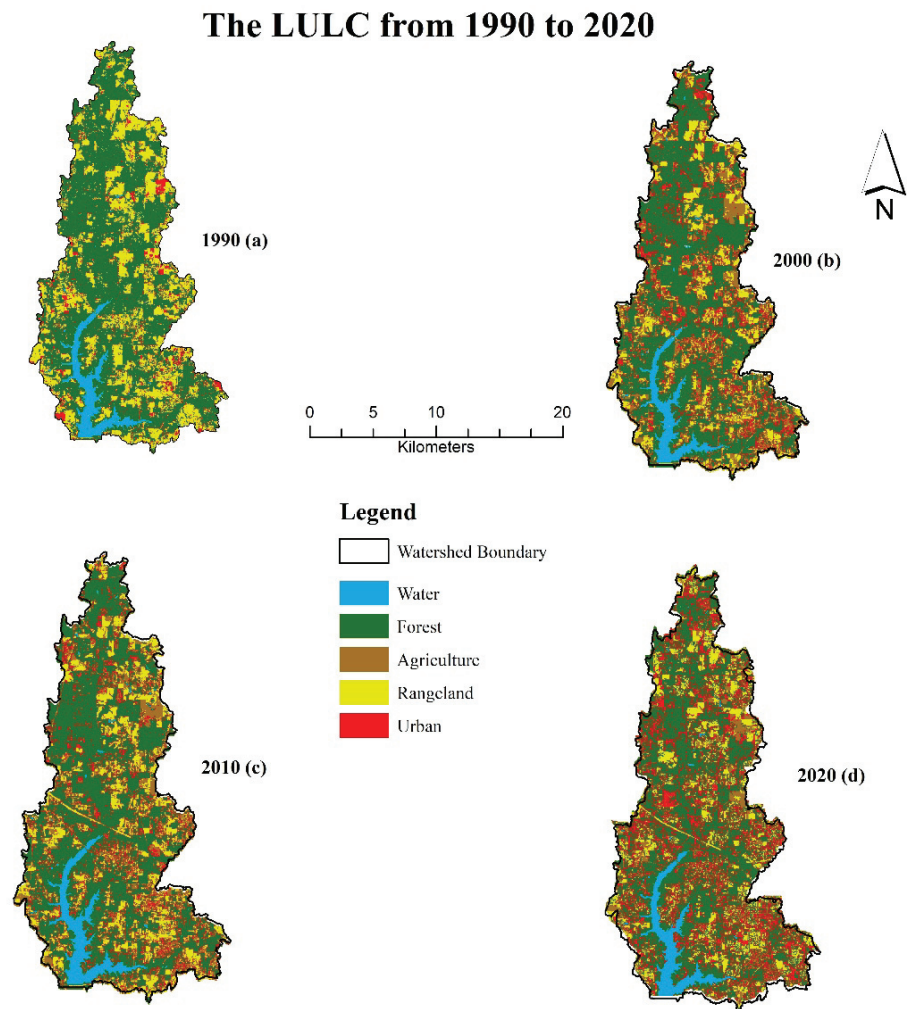 The LULC from 1990 to 2020
1990 (a)
2000 (b)
N
0 5 10 20
Kilometers
Legend
Watershed Boundary
Water
Forest
Agriculture
Rangeland
Urban
2010 (c)
2020 (d)